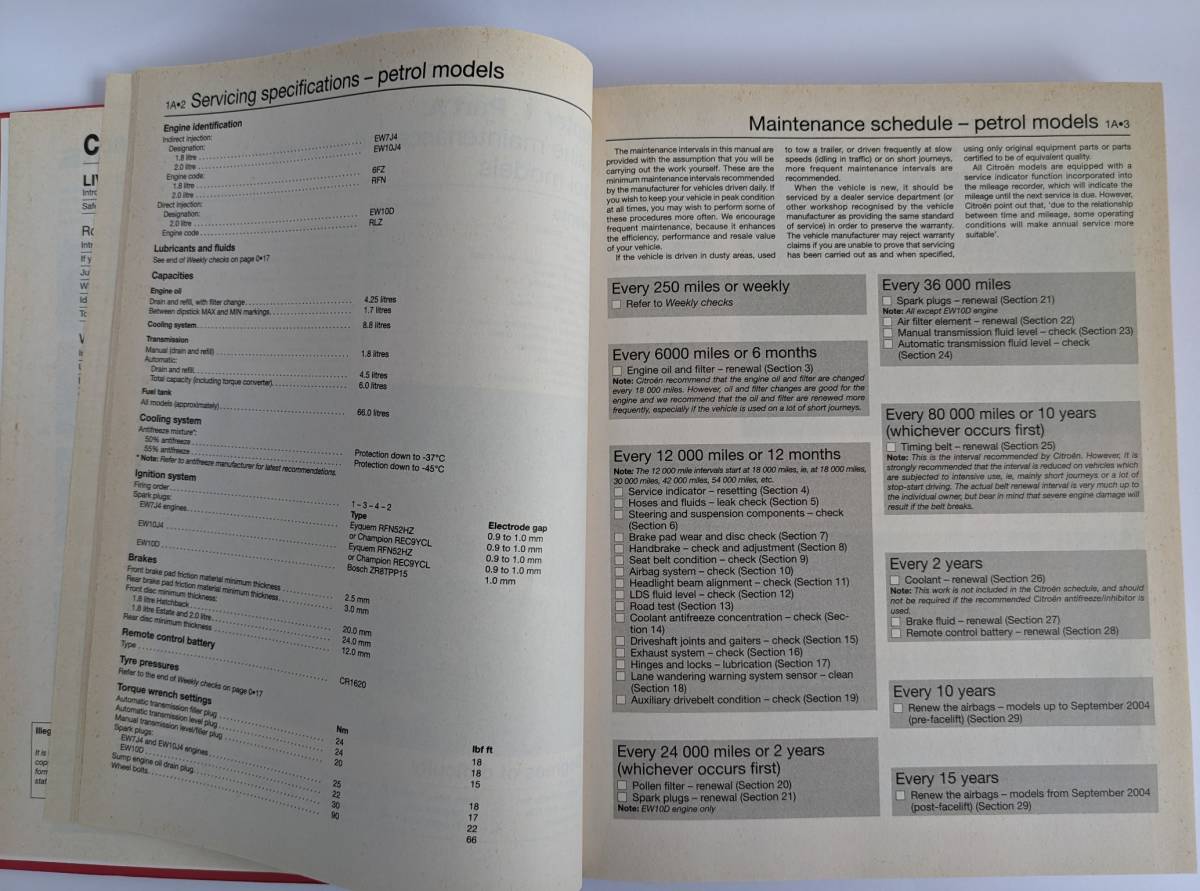 C
LI
Intro
Safe
Ro
Intr
If y
Ju
W
Id
To
Illeg
It is
cop
form
stat
1A•2 Servicing specifications – petrol models
Engine identification
Indirect injection:
Designation:
1.8 litre EW7J4
2.0 litre EW10J4
Engine code:
1.8 litre 6FZ
2.0 litre RFN
Direct injection:
Designation:
2.0 litre EW10D
Engine code RLZ
Lubricants and fluids
See end of Weekly checks on page 0•17
Capacities
Engine oil
Drain and refill, with filter change 4.25 litres
Between dipstick MAX and MIN markings 1.7 litres
Cooling system 8.8 litres
Transmission
Manual (drain and refill) 1.8 litres
Automatic:
Drain and refill 4.5 litres
Total capacity (including torque converter) 6.0 litres
Fuel tank
All models (approximately) 66.0 litres
Cooling system
Antifreeze mixture*:
50% antifreeze Protection down to -37°C
55% antifreeze Protection down to -45°C
* Note: Refer to antifreeze manufacturer for latest recommendations.
Ignition system
Firing order 1 – 3 – 4 – 2
Spark plugs: Type Electrode gap
EW7J4 engines Eyquem RFN52HZ 0.9 to 1.0 mm
or Champion REC9YCL 0.9 to 1.0 mm
EW10J4 Eyquem RFN52HZ 0.9 to 1.0 mm
or Champion REC9YCL 0.9 to 1.0 mm
EW10D Bosch ZR8TPP15 1.0 mm
Brakes
Front brake pad friction material minimum thickness 2.5 mm
Rear brake pad friction material minimum thickness 3.0 mm
Front disc minimum thickness:
1.8 litre Hatchback 20.0 mm
1.8 litre Estate and 2.0 litre 24.0 mm
Rear disc minimum thickness 12.0 mm
Remote control battery
Type CR1620
Tyre pressures
Refer to the end of Weekly checks on page 0•17
Torque wrench settings Nm lbf ft
Automatic transmission filler plug 24 18
Automatic transmission level plug 24 18
Manual transmission level/filler plug 20 15
Spark plugs:
EW7J4 and EW10J4 engines 25 18
EW10D 22 17
Sump engine oil drain plug 30 22
Wheel bolts 90 66
Maintenance schedule – petrol models 1A•3
The maintenance intervals in this manual are
provided with the assumption that you will be
carrying out the work yourself. These are the
minimum maintenance intervals recommended
by the manufacturer for vehicles driven daily. If
you wish to keep your vehicle in peak condition
at all times, you may wish to perform some of
these procedures more often. We encourage
frequent maintenance, because it enhances
the efficiency, performance and resale value
of your vehicle.
If the vehicle is driven in dusty areas, used
to tow a trailer, or driven frequently at slow
speeds (idling in traffic) or on short journeys,
more frequent maintenance intervals are
recommended.
When the vehicle is new, it should be
serviced by a dealer service department (or
other workshop recognised by the vehicle
manufacturer as providing the same standard
of service) in order to preserve the warranty.
The vehicle manufacturer may reject warranty
claims if you are unable to prove that servicing
has been carried out as and when specified,
using only original equipment parts or parts
certified to be of equivalent quality.
All Citroën models are equipped with a
service indicator function incorporated into
the mileage recorder, which will indicate the
mileage until the next service is due. However,
Citroën point out that, 'due to the relationship
between time and mileage, some operating
conditions will make annual service more
suitable'.
Every 250 miles or weekly
Refer to Weekly checks
Every 6000 miles or 6 months
Engine oil and filter – renewal (Section 3)
Note: Citroën recommend that the engine oil and filter are changed
every 18 000 miles. However, oil and filter changes are good for the
engine and we recommend that the oil and filter are renewed more
frequently, especially if the vehicle is used on a lot of short journeys.
Every 12 000 miles or 12 months
Note: The 12 000 mile intervals start at 18 000 miles, ie, at 18 000 miles,
30 000 miles, 42 000 miles, 54 000 miles, etc.
Service indicator – resetting (Section 4)
Hoses and fluids – leak check (Section 5)
Steering and suspension components – check
(Section 6)
Brake pad wear and disc check (Section 7)
Handbrake – check and adjustment (Section 8)
Seat belt condition – check (Section 9)
Airbag system – check (Section 10)
Headlight beam alignment – check (Section 11)
LDS fluid level – check (Section 12)
Road test (Section 13)
Coolant antifreeze concentration – check (Sec-
tion 14)
Driveshaft joints and gaiters – check (Section 15)
Exhaust system – check (Section 16)
Hinges and locks – lubrication (Section 17)
Lane wandering warning system sensor – clean
(Section 18)
Auxiliary drivebelt condition – check (Section 19)
Every 24 000 miles or 2 years
(whichever occurs first)
Pollen filter – renewal (Section 20)
Spark plugs – renewal (Section 21)
Note: EW10D engine only
Every 36 000 miles
Spark plugs – renewal (Section 21)
Note: All except EW10D engine
Air filter element – renewal (Section 22)
Manual transmission fluid level – check (Section 23)
Automatic transmission fluid level – check
(Section 24)
Every 80 000 miles or 10 years
(whichever occurs first)
Timing belt – renewal (Section 25)
Note: This is the interval recommended by Citroën. However, it is
strongly recommended that the interval is reduced on vehicles which
are subjected to intensive use, ie, mainly short journeys or a lot of
stop-start driving. The actual belt renewal interval is very much up to
the individual owner, but bear in mind that severe engine damage will
result if the belt breaks.
Every 2 years
Coolant – renewal (Section 26)
Note: This work is not included in the Citroën schedule, and should
not be required if the recommended Citroën antifreeze/inhibitor is
used.
Brake fluid – renewal (Section 27)
Remote control battery – renewal (Section 28)
Every 10 years
Renew the airbags – models up to September 2004
(pre-facelift) (Section 29)
Every 15 years
Renew the airbags – models from September 2004
(post-facelift) (Section 29)